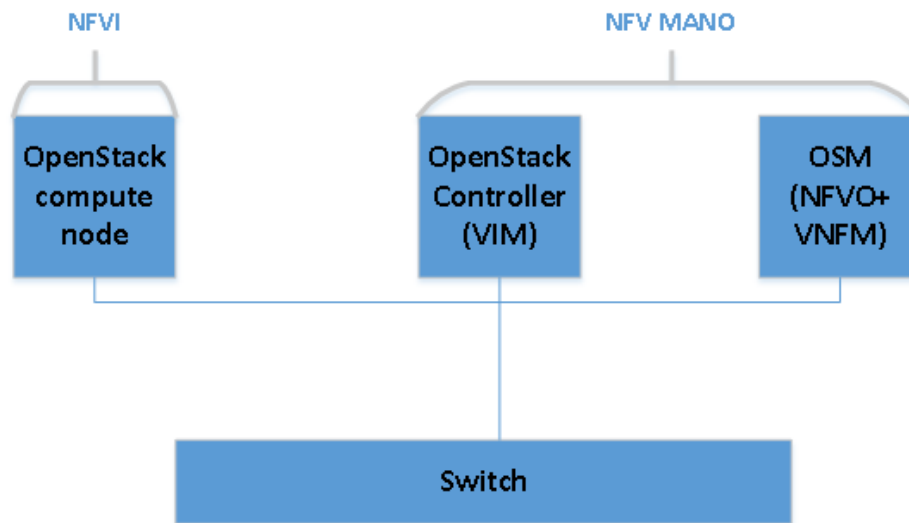 NFVI
NFV MANO
OpenStack
compute
node
OpenStack
Controller
(VIM)
OSM
(NFVO+
VNFM)
Switch